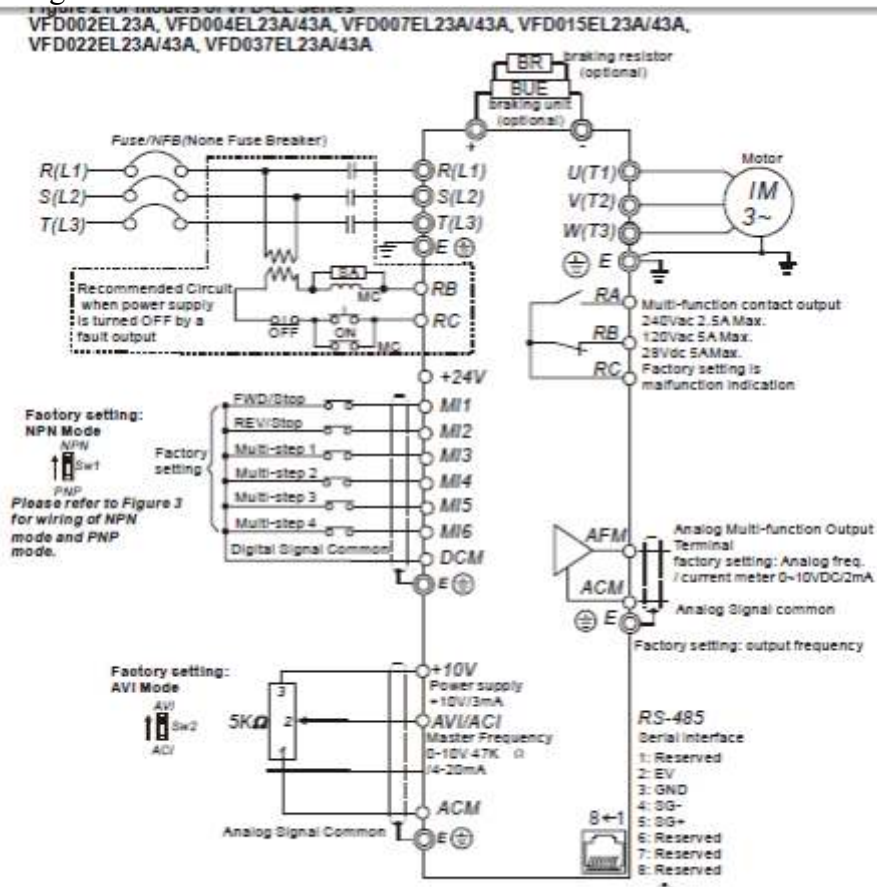 Figure 2 for models of VFD-EL Series
VFD002EL23A, VFD004EL23A/43A, VFD007EL23A/43A, VFD015EL23A/43A,
VFD022EL23A/43A, VFD037EL23A/43A
BR
braking resistor
(optional)
BUE
braking unit
(optional)
+
-
Fuse/NFB(None Fuse Breaker)
R(L1)
S(L2)
T(L3)
R(L1)
S(L2)
T(L3)
E
U(T1)
V(T2)
W(T3)
E
Motor
IM
3~
Recommended Circuit
when power supply
is turned OFF by a
fault output
SA
MC
OFF
ON
MC
RB
RC
RA
RB
RC
Multi-function contact output
240Vac 2.5A Max.
120Vac 5A Max.
28Vdc 5A Max.
Factory setting is
malfunction indication
+24V
Factory setting:
NPN Mode
NPN
Sw1
PNP
Please refer to Figure 3
for wiring of NPN
mode and PNP
mode.
Factory
setting
FWD/Stop
REV/Stop
Multi-step 1
Multi-step 2
Multi-step 3
Multi-step 4
Digital Signal Common
MI1
MI2
MI3
MI4
MI5
MI6
DCM
E
AFM
ACM
E
Analog Multi-function Output
Terminal
factory setting: Analog freq.
/ current meter 0~10VDC/2mA
Analog Signal common
Factory setting: output frequency
Factory setting:
AVI Mode
AVI
Sw2
ACI
5KΩ
3
2
1
+10V
Power supply
+10V/3mA
AVI/ACI
Master Frequency
0-10V 47K Ω
/4-20mA
ACM
Analog Signal Common
E
RS-485
Serial interface
1: Reserved
2: EV
3: GND
4: SG-
5: SG+
6: Reserved
7: Reserved
8: Reserved
8←1